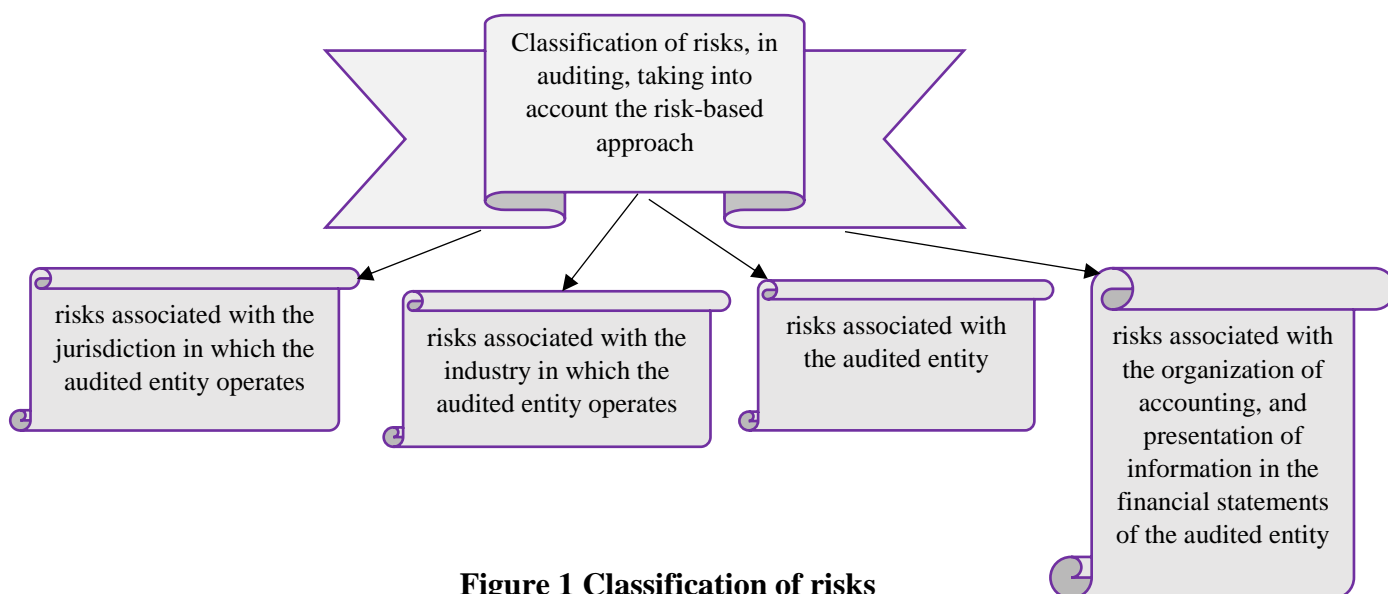 Classification of risks, in
auditing, taking into
account the risk-based
approach
risks associated with the
jurisdiction in which the
audited entity operates
risks associated with the
industry in which the
audited entity operates
risks associated with
the audited entity
risks associated with
the organization of
accounting, and
presentation of
information in the
financial statements
of the audited entity
Figure 1 Classification of risks